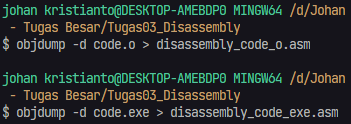 johan kristianto@DESKTOP-AMEBDP0 MINGW64 /d/Johan
 - Tugas Besar/Tugas03_Disassembly
$ objdump -d code.o > disassembly_code_o.asm

johan kristianto@DESKTOP-AMEBDP0 MINGW64 /d/Johan
 - Tugas Besar/Tugas03_Disassembly
$ objdump -d code.exe > disassembly_code_exe.asm